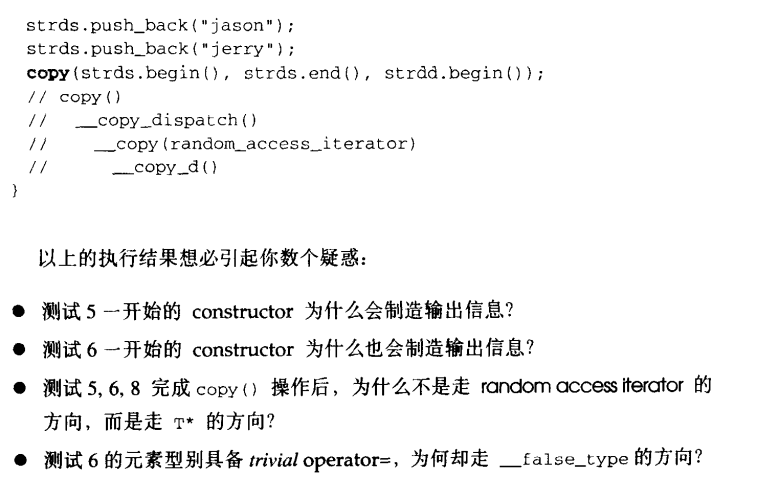 strds.push_back("jason");
strds.push_back("jerry");
copy(strds.begin(), strds.end(), strdd.begin());
// copy()
// __copy_dispatch()
// __copy(random_access_iterator)
// __copy_d()
}
以上的执行结果想必引起你数个疑惑：
● 测试 5 一开始的 constructor 为什么会制造输出信息？
● 测试 6 一开始的 constructor 为什么也会制造输出信息？
● 测试 5, 6, 8 完成 copy() 操作后，为什么不是走 random access iterator 的
方向，而是走 T* 的方向？
● 测试 6 的元素型别具备 trivial operator=，为何却走 __false_type 的方向？